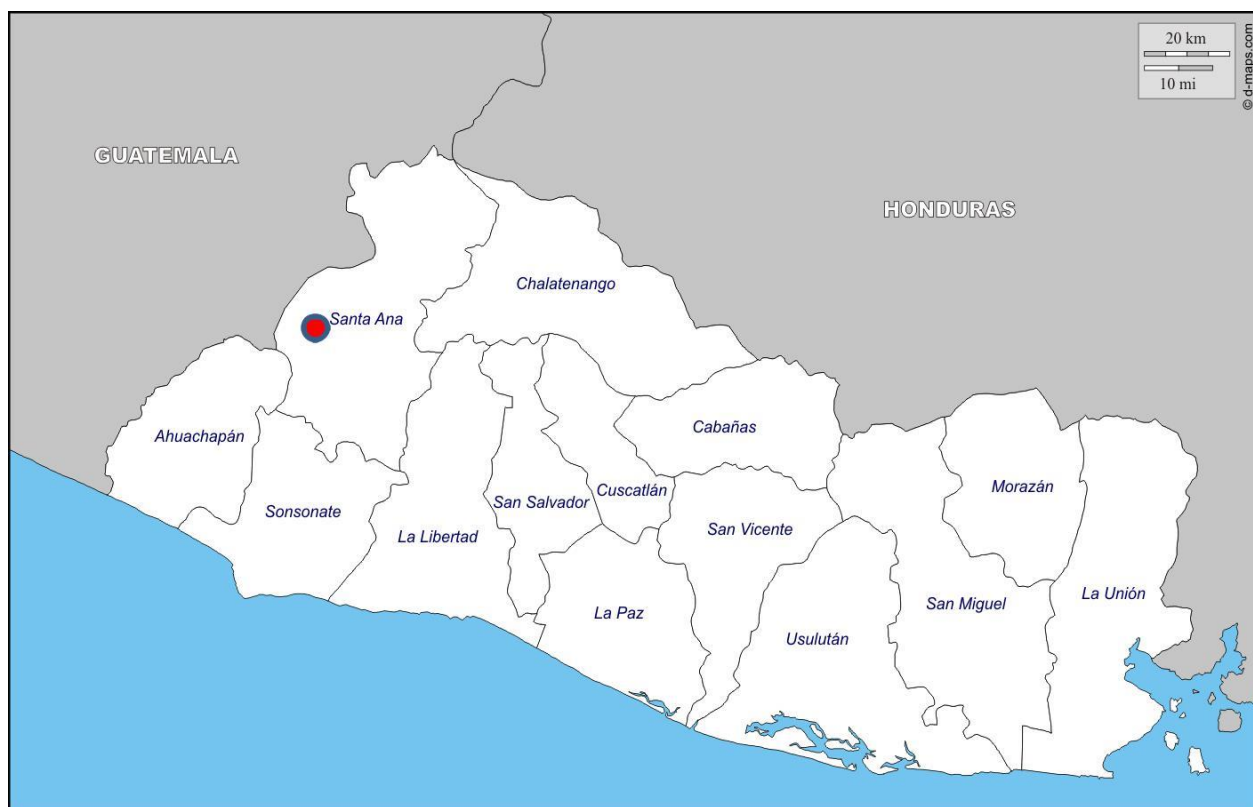 20 km
10 mi
© d-maps.com
GUATEMALA
HONDURAS
Chalatenango
Santa Ana
Ahuachapán
Cabañas
Sonsonate
San Salvador
Cuscatlán
Morazán
La Libertad
San Vicente
La Paz
Usulután
San Miguel
La Unión